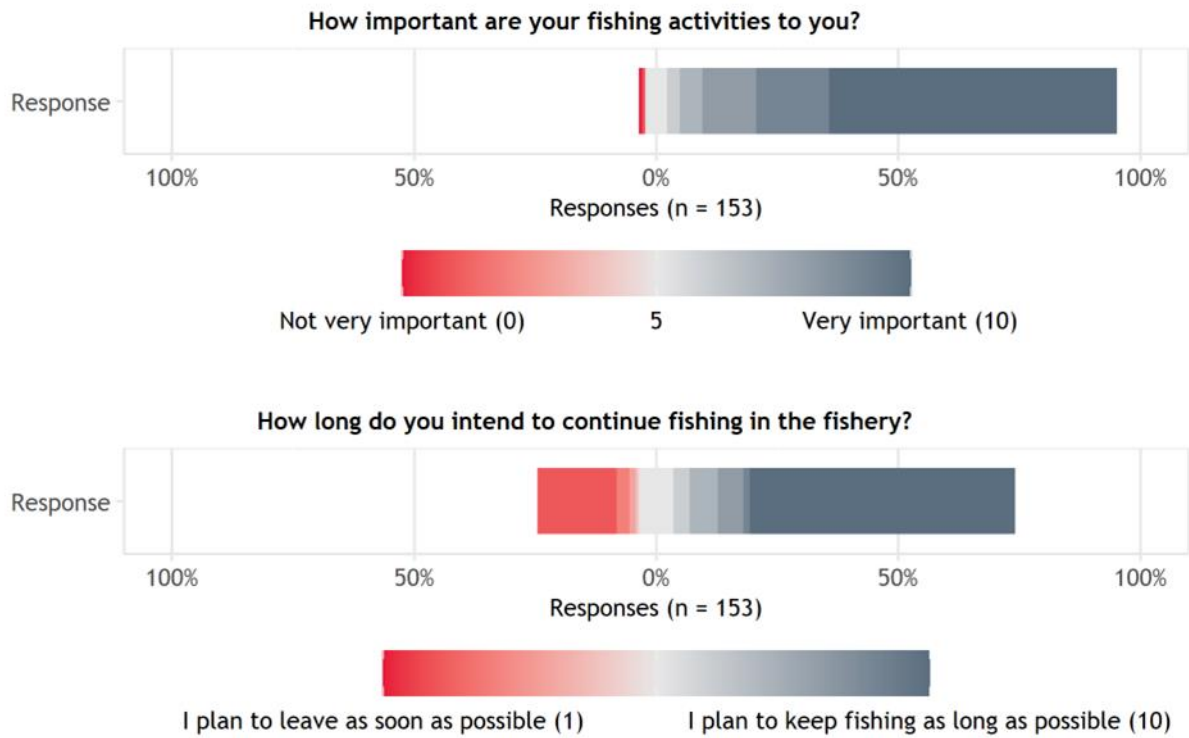 How important are your fishing activities to you?
Response
100% 50% 0% 50% 100%
Responses (n = 153)
Not very important (0) 5 Very important (10)
How long do you intend to continue fishing in the fishery?
Response
100% 50% 0% 50% 100%
Responses (n = 153)
I plan to leave as soon as possible (1) I plan to keep fishing as long as possible (10)